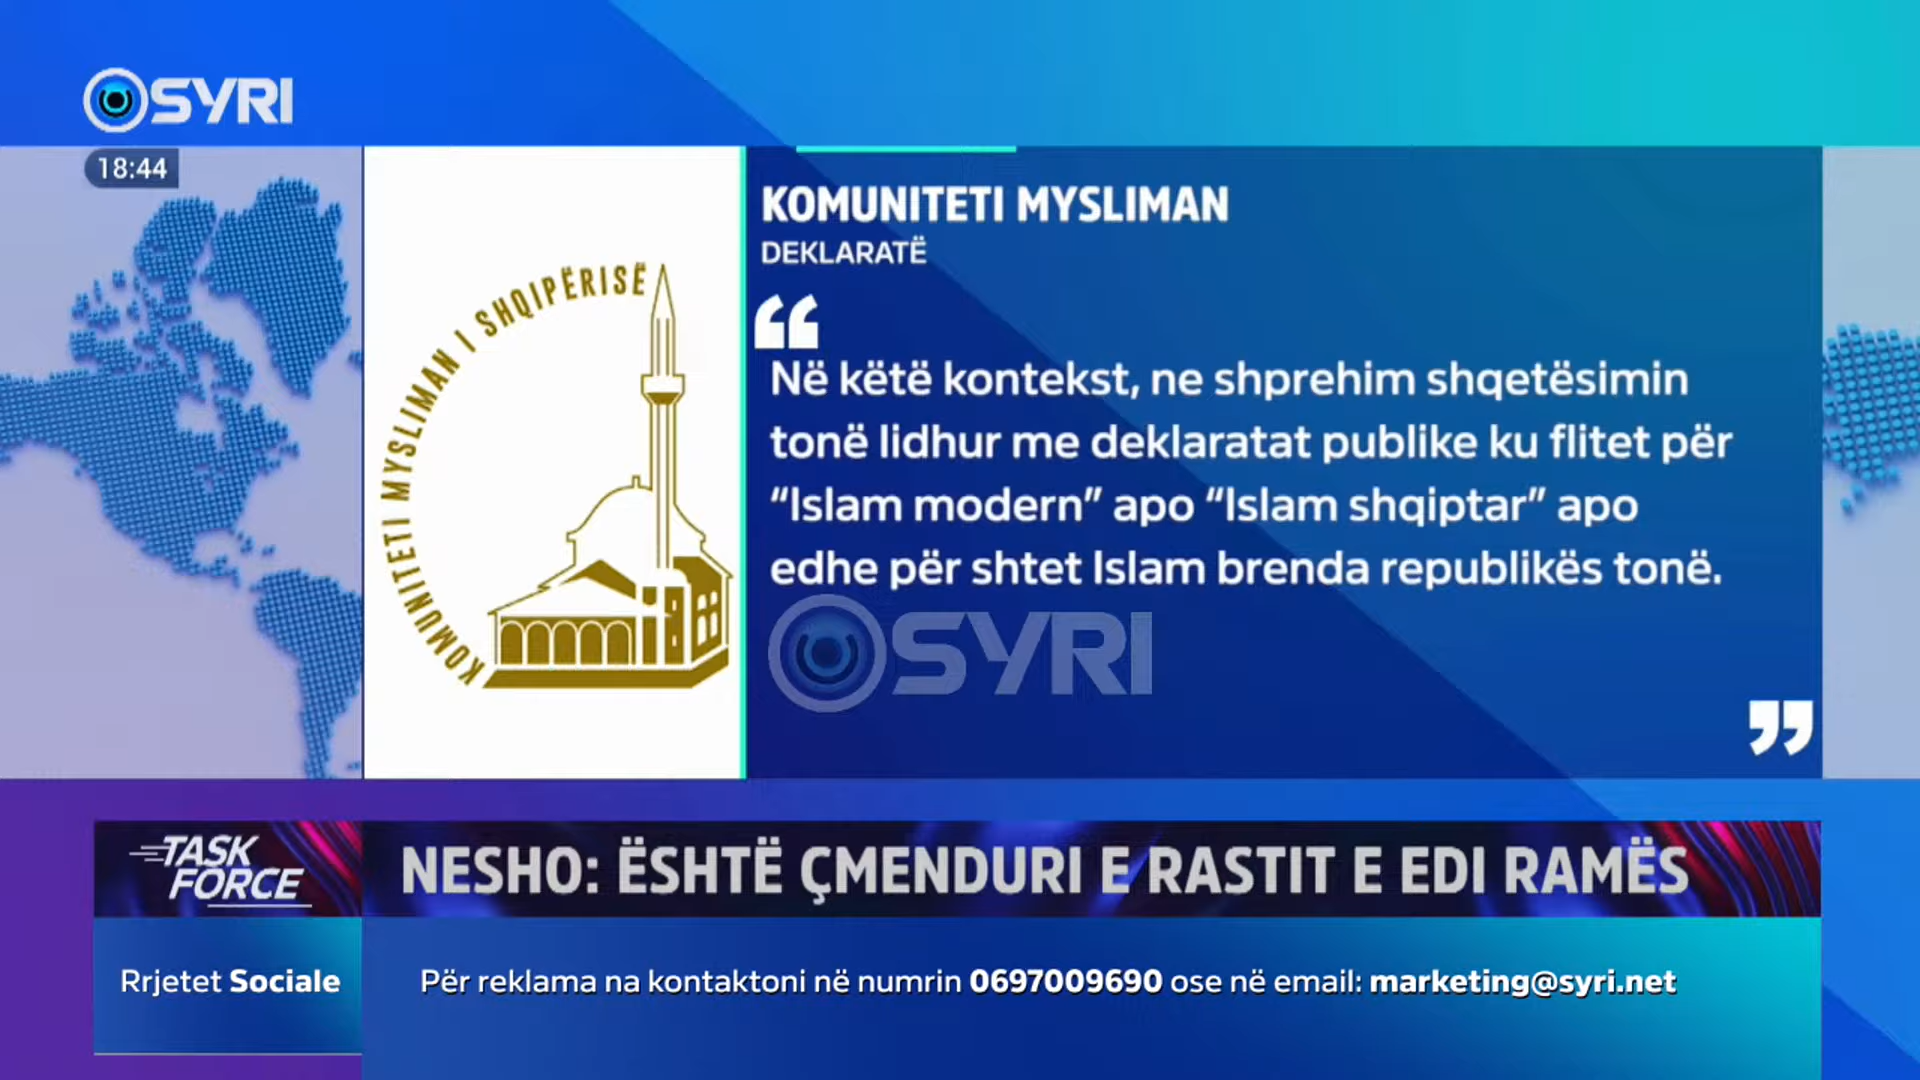 SYRI
18:44
KOMUNITETI MYSLIMAN I SHQIPËRISË
KOMUNITETI MYSLIMAN
DEKLARATË
“
Në këtë kontekst, ne shprehim shqetësimin
tonë lidhur me deklaratat publike ku flitet për
“Islam modern” apo “Islam shqiptar” apo
edhe për shtet Islam brenda republikës tonë.
SYRI
”
TASK
FORCE
NESHO: ËSHTË ÇMENDURI E RASTIT E EDI RAMËS
Rrjetet Sociale
Për reklama na kontaktoni në numrin 0697009690 ose në email: marketing@syri.net